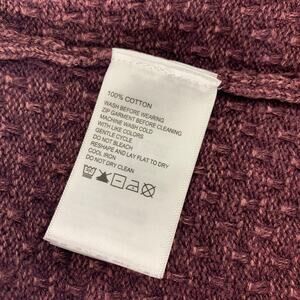 100% COTTON
WASH BEFORE WEARING
ZIP GARMENT BEFORE CLEANING
MACHINE WASH COLD
WITH LIKE COLORS
GENTLE CYCLE
DO NOT BLEACH
RESHAPE AND LAY FLAT TO DRY
COOL IRON
DO NOT DRY CLEAN